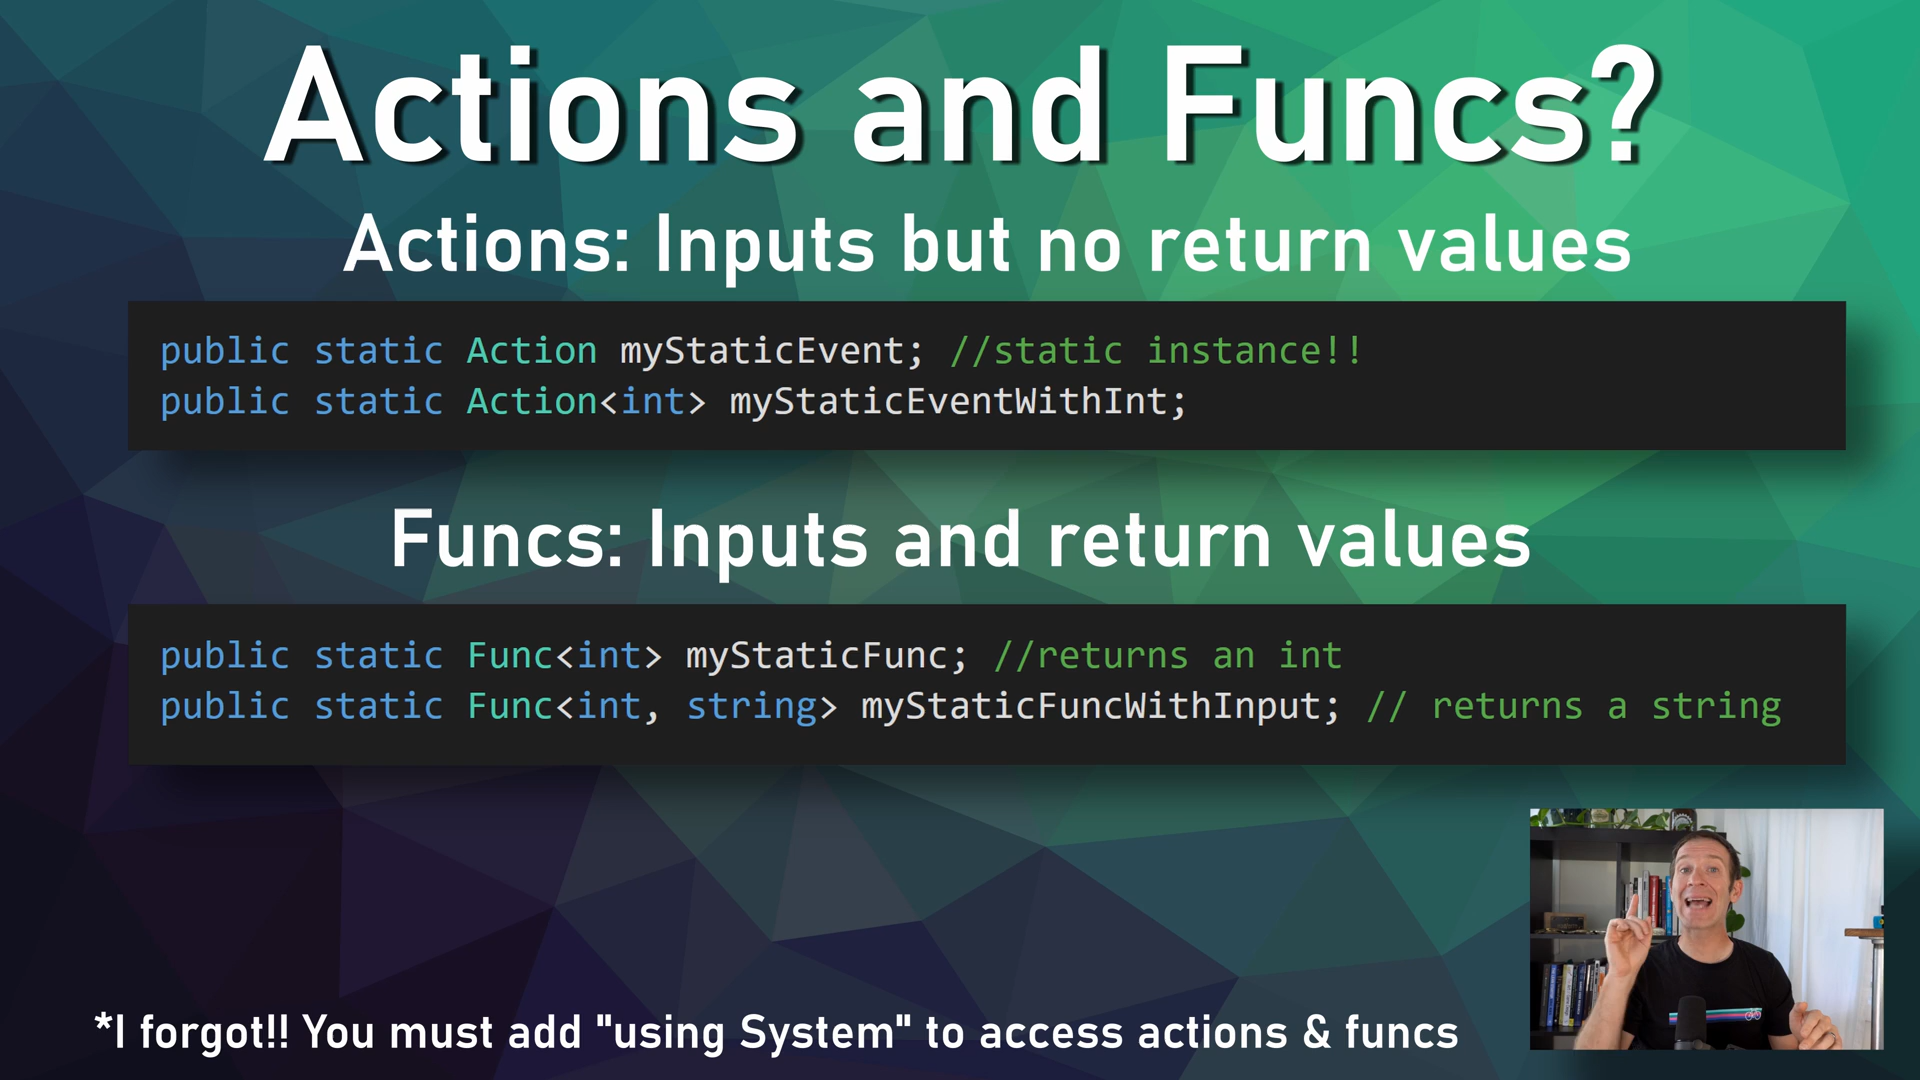 Actions and Funcs?
Actions: Inputs but no return values
public static Action myStaticEvent; //static instance!!
public static Action<int> myStaticEventWithInt;
Funcs: Inputs and return values
public static Func<int> myStaticFunc; //returns an int
public static Func<int, string> myStaticFuncWithInput; // returns a string
*I forgot!! You must add "using System" to access actions & funcs